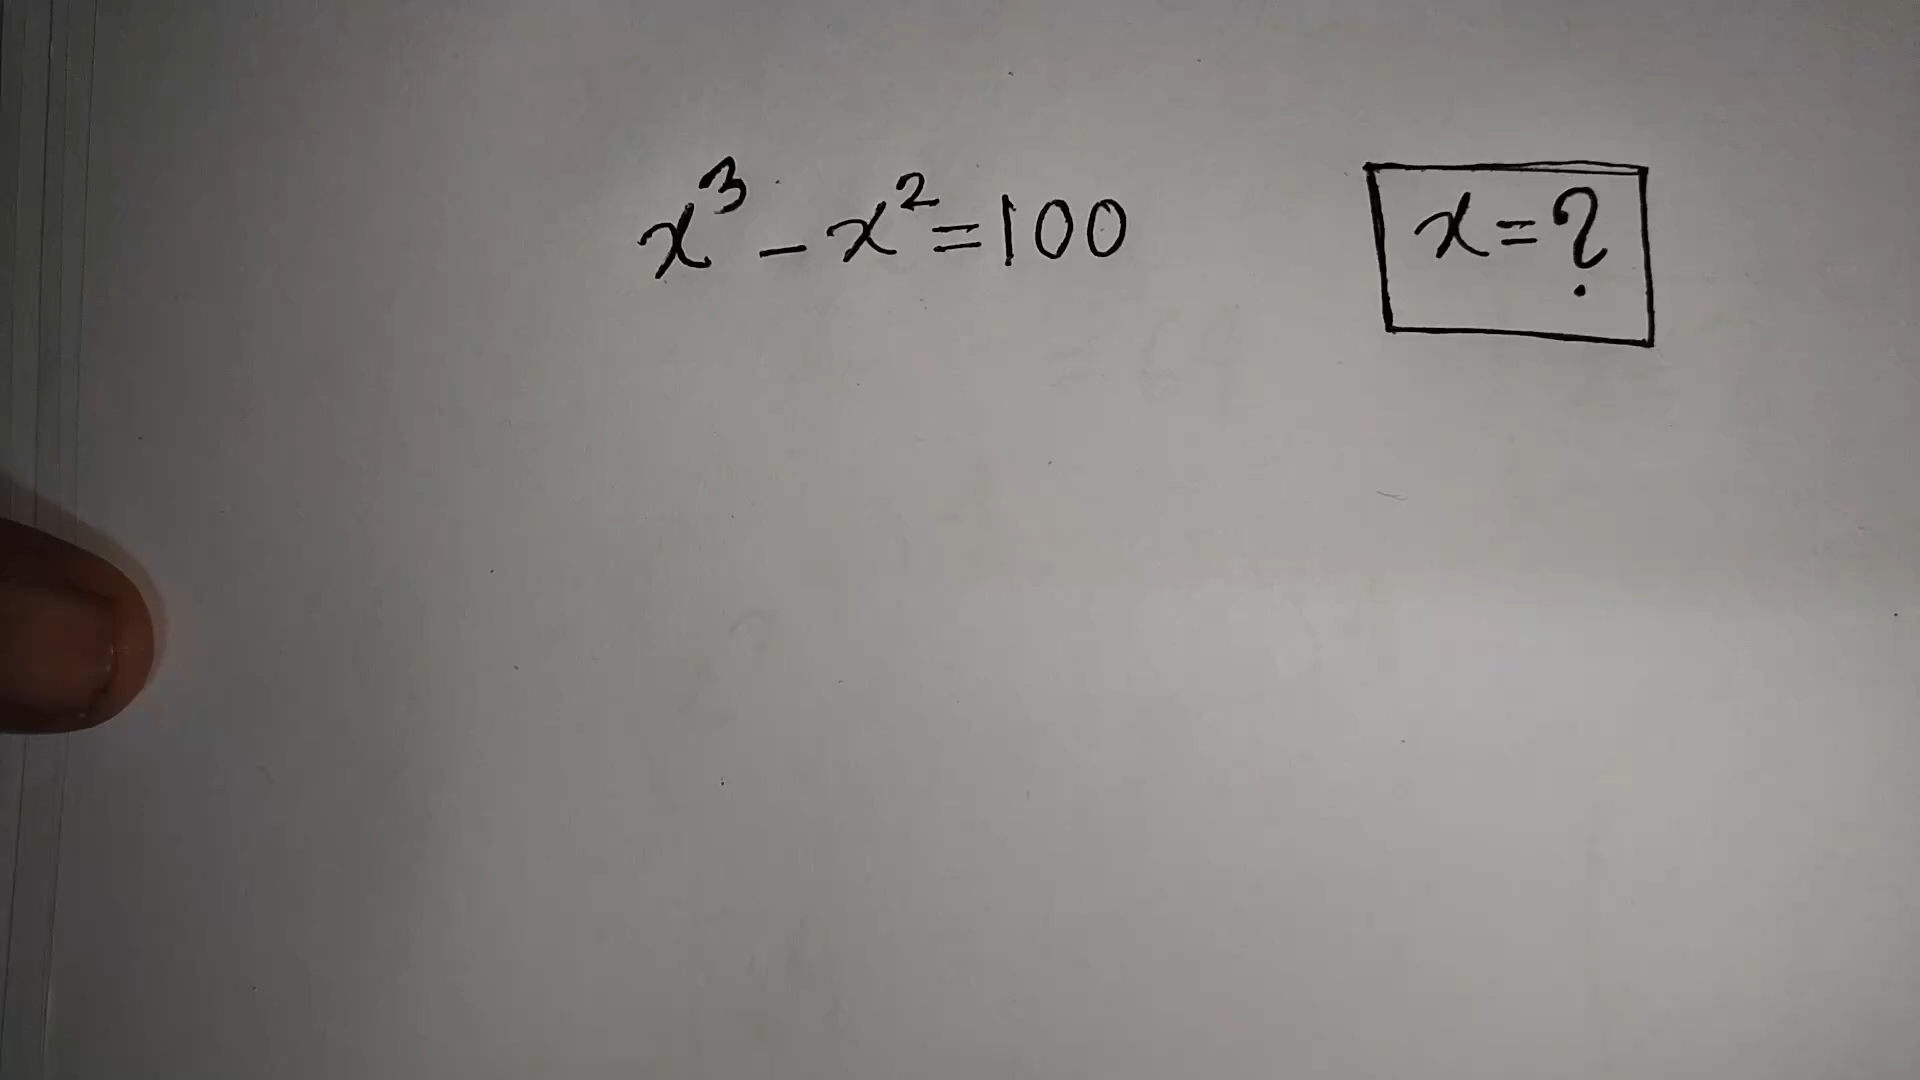 x³ - x² = 100
x = ?